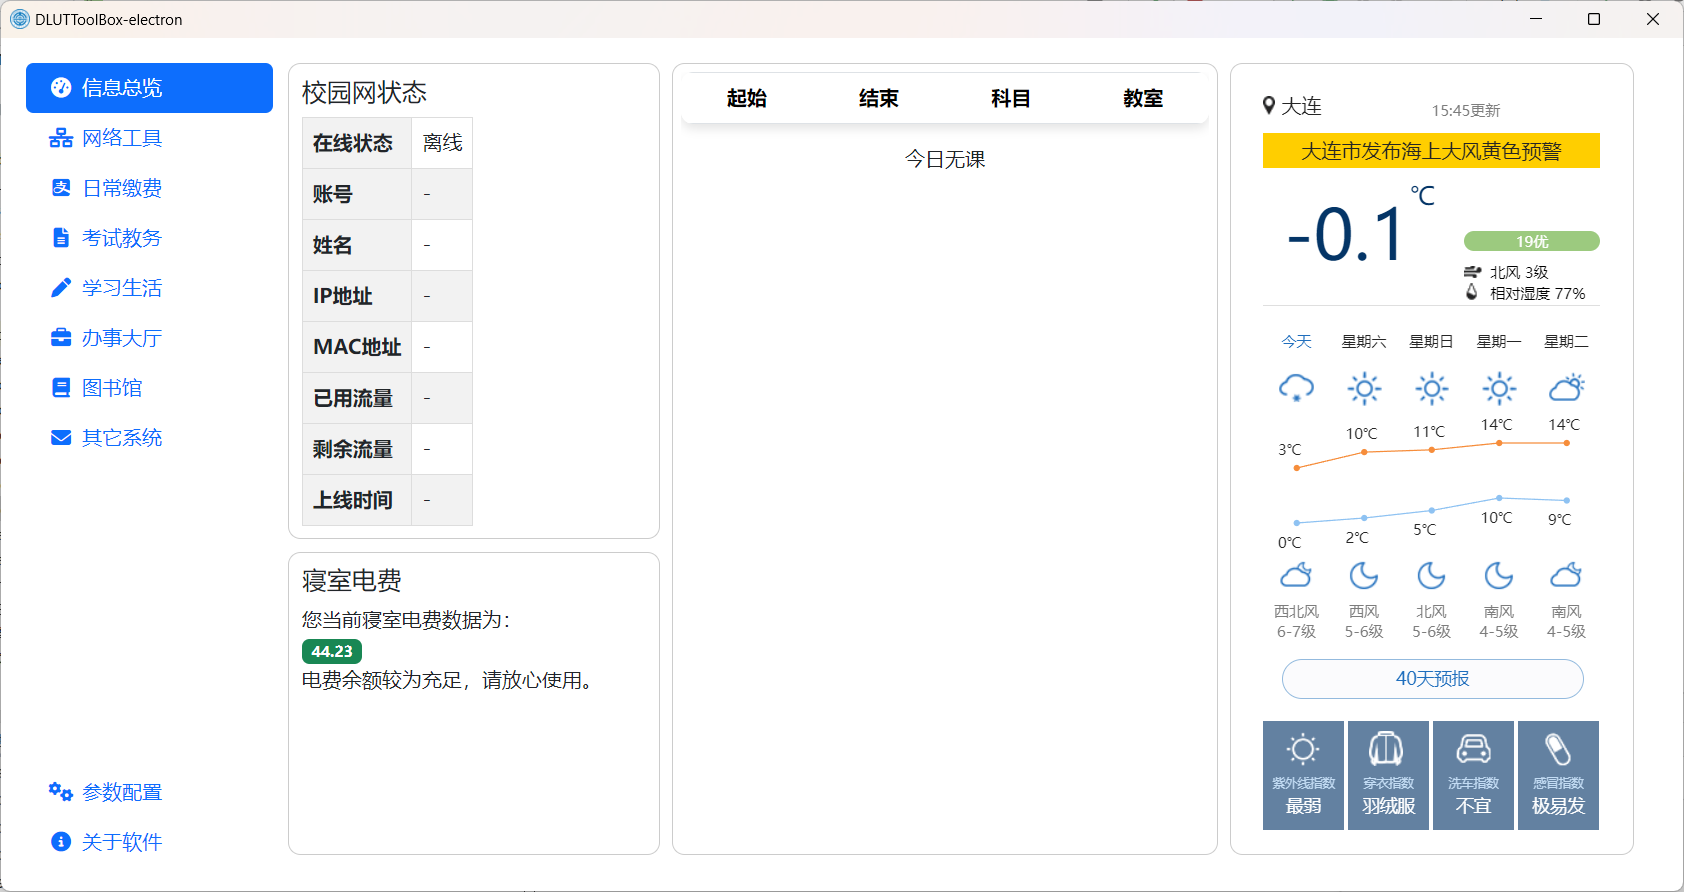 DLUTToolBox-electron
信息总览
网络工具
日常缴费
考试教务
学习生活
办事大厅
图书馆
其它系统
参数配置
关于软件
校园网状态
在线状态 离线
账号 -
姓名 -
IP地址 -
MAC地址 -
已用流量 -
剩余流量 -
上线时间 -
寝室电费
您当前寝室电费数据为：
44.23
电费余额较为充足，请放心使用。
起始 结束 科目 教室
今日无课
大连 15:45更新
大连市发布海上大风黄色预警
-0.1℃
19优
北风 3级
相对湿度 77%
今天 星期六 星期日 星期一 星期二
3℃ 10℃ 11℃ 14℃ 14℃
0℃ 2℃ 5℃ 10℃ 9℃
西北风 西风 北风 南风 南风
6-7级 5-6级 5-6级 4-5级 4-5级
40天预报
紫外线指数 穿衣指数 洗车指数 感冒指数
最弱 羽绒服 不宜 极易发